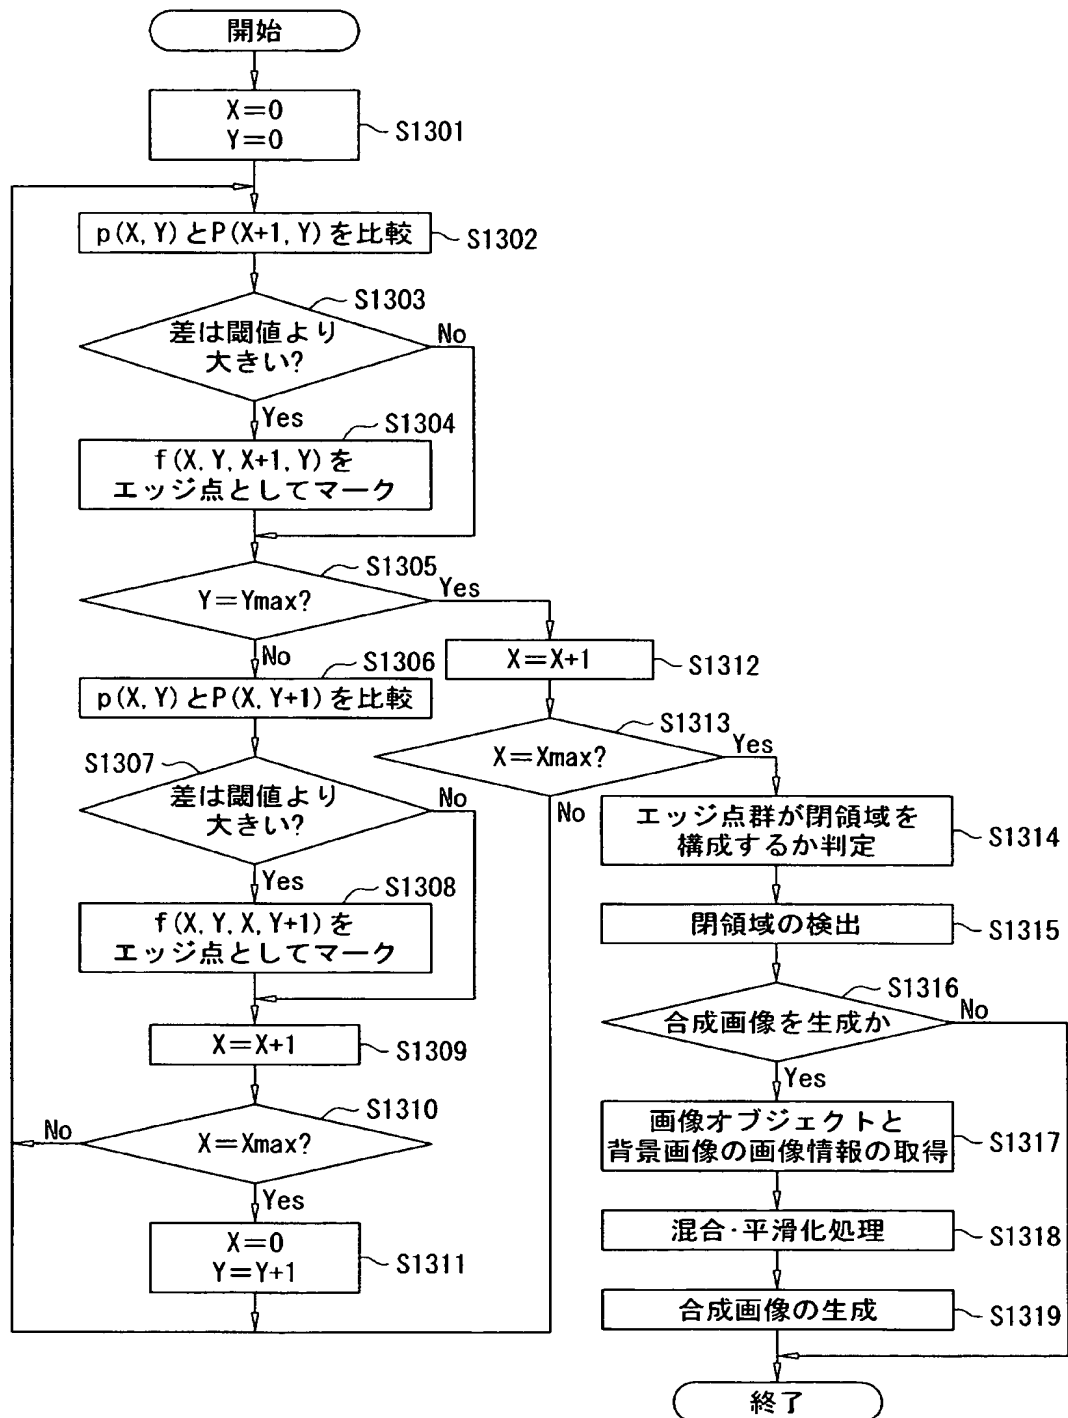 開始
X=0
Y=0
S1301
p(X,Y)とP(X+1,Y)を比較
S1302
S1303
差は閾値より
大きい?
No
Yes
S1304
f(X,Y,X+1,Y)を
エッジ点としてマーク
S1305
Y=Ymax?
Yes
No
S1306
p(X,Y)とP(X,Y+1)を比較
S1307
差は閾値より
大きい?
No
Yes
S1308
f(X,Y,X,Y+1)を
エッジ点としてマーク
X=X+1
S1309
S1310
No
X=Xmax?
Yes
X=0
Y=Y+1
S1311
X=X+1
S1312
S1313
X=Xmax?
Yes
No
エッジ点群が閉領域を
構成するか判定
S1314
閉領域の検出
S1315
S1316
合成画像を生成か
No
Yes
画像オブジェクトと
背景画像の画像情報の取得
S1317
混合・平滑化処理
S1318
合成画像の生成
S1319
終了